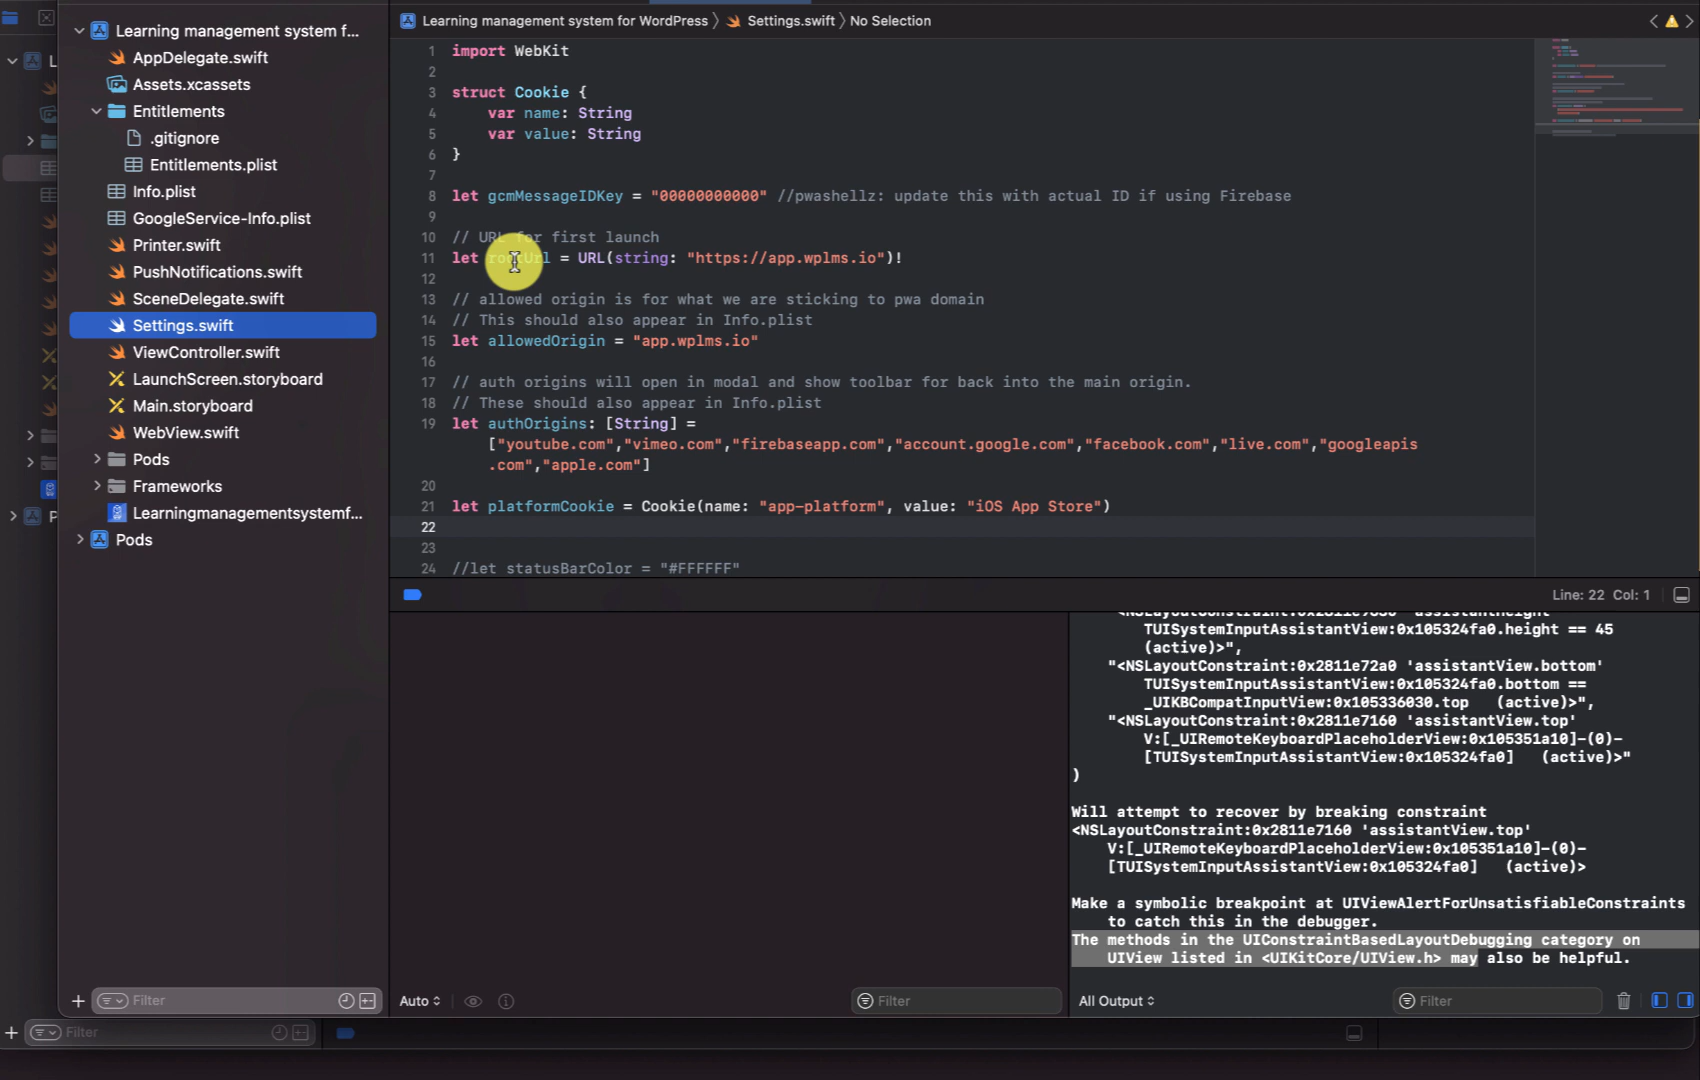 Learning management system f...
AppDelegate.swift
Assets.xcassets
Entitlements
.gitignore
Entitlements.plist
Info.plist
GoogleService-Info.plist
Printer.swift
PushNotifications.swift
SceneDelegate.swift
Settings.swift
ViewController.swift
LaunchScreen.storyboard
Main.storyboard
WebView.swift
Pods
Frameworks
Learningmanagementsystemf...
Pods
Filter
L
P
Filter
Learning management system for WordPress 〉 Settings.swift 〉 No Selection
1 import WebKit
2
3 struct Cookie {
4     var name: String
5     var value: String
6 }
7
8 let gcmMessageIDKey = "00000000000" //pwashellz: update this with actual ID if using Firebase
9
10 // URL for first launch
11 let rootUrl = URL(string: "https://app.wplms.io")!
12
13 // allowed origin is for what we are sticking to pwa domain
14 // This should also appear in Info.plist
15 let allowedOrigin = "app.wplms.io"
16
17 // auth origins will open in modal and show toolbar for back into the main origin.
18 // These should also appear in Info.plist
19 let authOrigins: [String] =
["youtube.com","vimeo.com","firebaseapp.com","account.google.com","facebook.com","live.com","googleapis
.com","apple.com"]
20
21 let platformCookie = Cookie(name: "app-platform", value: "iOS App Store")
22
23
24 //let statusBarColor = "#FFFFFF"
Line: 22 Col: 1
TUISystemInputAssistantView:0x105324fa0.height == 45
(active)>",
"<NSLayoutConstraint:0x2811e72a0 'assistantView.bottom'
TUISystemInputAssistantView:0x105324fa0.bottom ==
_UIKBCompatInputView:0x105336030.top   (active)>",
"<NSLayoutConstraint:0x2811e7160 'assistantView.top'
V:[_UIRemoteKeyboardPlaceholderView:0x105351a10]-(0)-
[TUISystemInputAssistantView:0x105324fa0]   (active)>"
)
Will attempt to recover by breaking constraint
<NSLayoutConstraint:0x2811e7160 'assistantView.top'
V:[_UIRemoteKeyboardPlaceholderView:0x105351a10]-(0)-
[TUISystemInputAssistantView:0x105324fa0]   (active)>
Make a symbolic breakpoint at UIViewAlertForUnsatisfiableConstraints
to catch this in the debugger.
The methods in the UIConstraintBasedLayoutDebugging category on
UIView listed in <UIKitCore/UIView.h> may also be helpful.
Auto
Filter
All Output
Filter